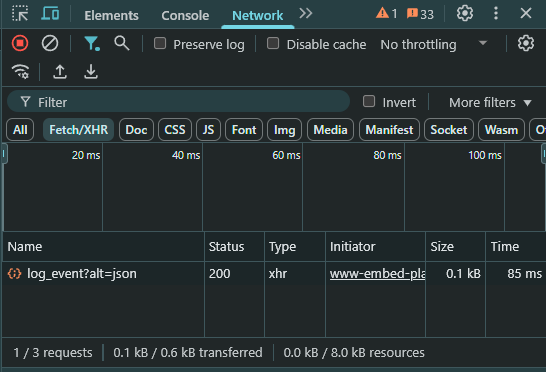 Elements Console Network 1 33
Preserve log Disable cache No throttling
Filter Invert More filters
All Fetch/XHR Doc CSS JS Font Img Media Manifest Socket Wasm
20 ms 40 ms 60 ms 80 ms 100 ms
Name Status Type Initiator Size Time
log_event?alt=json 200 xhr www-embed-pla 0.1 kB 85 ms
1 / 3 requests 0.1 kB / 0.6 kB transferred 0.0 kB / 8.0 kB resources